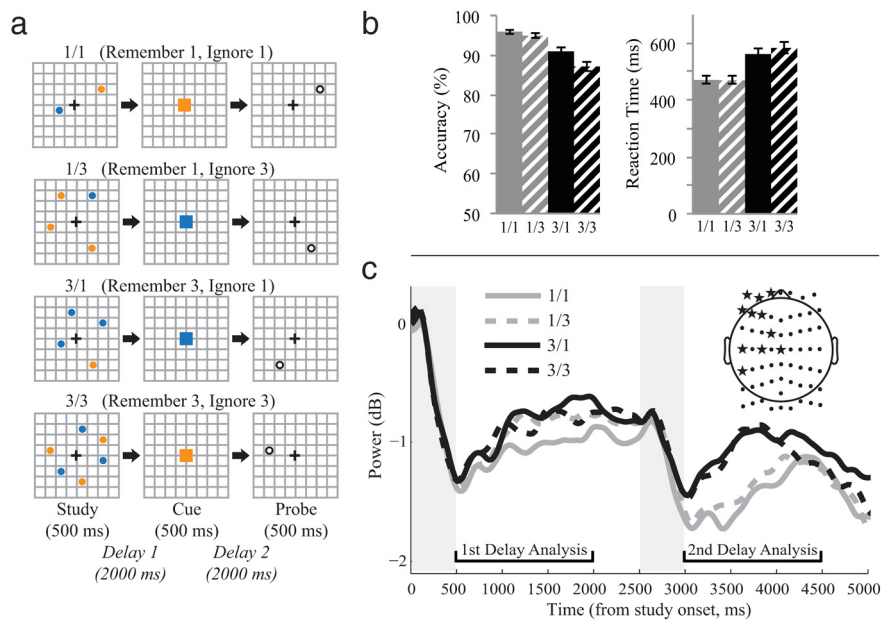 a
1/1 (Remember 1, Ignore 1)
1/3 (Remember 1, Ignore 3)
3/1 (Remember 3, Ignore 1)
3/3 (Remember 3, Ignore 3)
Study Cue Probe
(500 ms) (500 ms) (500 ms)
Delay 1 Delay 2
(2000 ms) (2000 ms)
b
Accuracy (%)
100
90
80
70
60
50
1/1 1/3 3/1 3/3
Reaction Time (ms)
600
400
200
0
1/1 1/3 3/1 3/3
c
1/1
1/3
3/1
3/3
Power (dB)
0
−1
−2
1st Delay Analysis 2nd Delay Analysis
0 500 1000 1500 2000 2500 3000 3500 4000 4500 5000
Time (from study onset, ms)